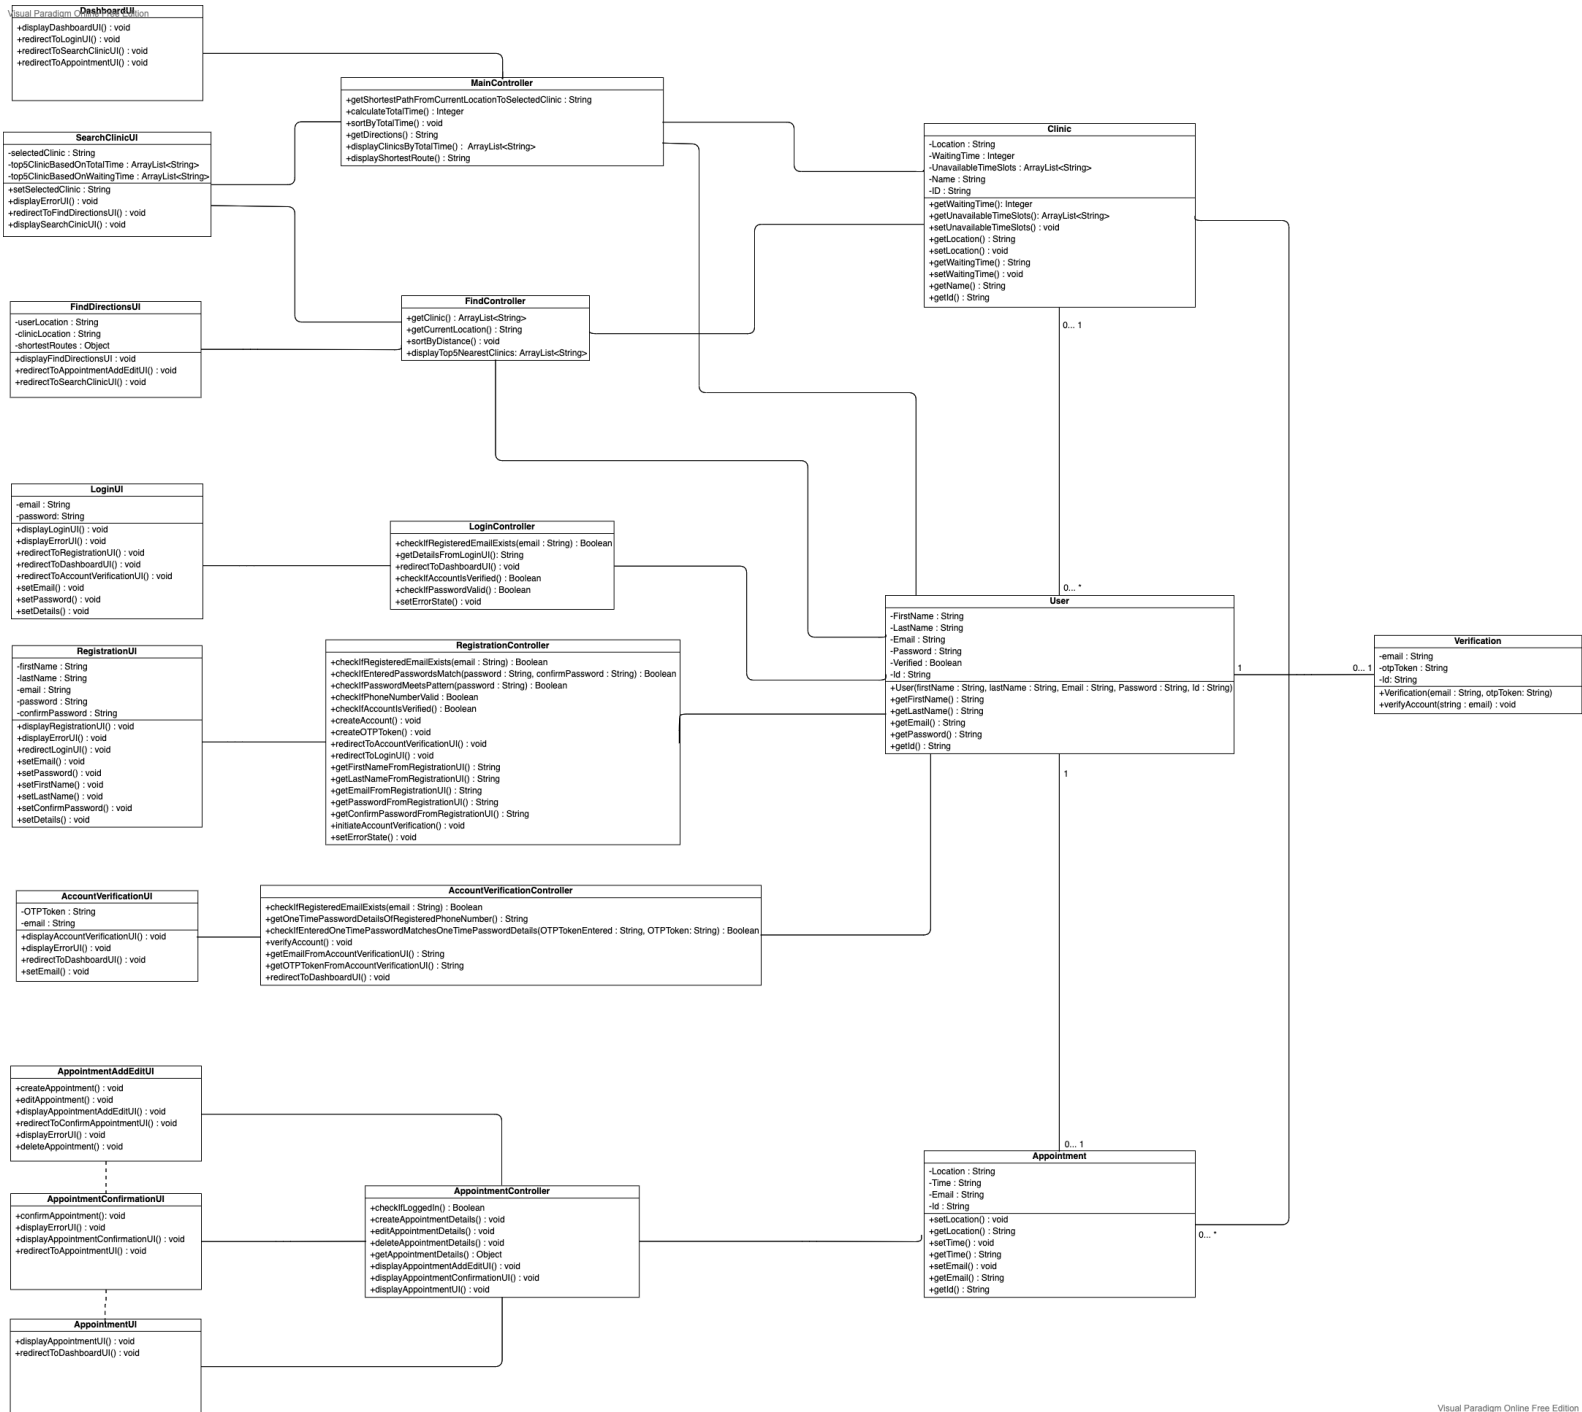 Visual Paradigm Online Free Edition
DashboardUI
+displayDashboardUI() : void
+redirectToLoginUI() : void
+redirectToSearchClinicUI() : void
+redirectToAppointmentUI() : void
MainController
+getShortestPathFromCurrentLocationToSelectedClinic : String
+calculateTotalTime() : Integer
+sortByTotalTime() : void
+getDirections() : String
+displayClinicsByTotalTime() : ArrayList<String>
+displayShortestRoute() : String
SearchClinicUI
-selectedClinic : String
-top5ClinicBasedOnTotalTime : ArrayList<String>
-top5ClinicBasedOnWaitingTime : ArrayList<String>
+setSelectedClinic : String
+displayErrorUI() : void
+redirectToFindDirectionsUI() : void
+displaySearchCinicUI() : void
Clinic
-Location : String
-WaitingTime : Integer
-UnavailableTimeSlots : ArrayList<String>
-Name : String
-ID : String
+getWaitingTime(): Integer
+getUnavailableTimeSlots(): ArrayList<String>
+setUnavailableTimeSlots() : void
+getLocation() : String
+setLocation() : void
+getWaitingTime() : String
+setWaitingTime() : void
+getName() : String
+getId() : String
0... 1
FindDirectionsUI
-userLocation : String
-clinicLocation : String
-shortestRoutes : Object
+displayFindDirectionsUI : void
+redirectToAppointmentAddEditUI() : void
+redirectToSearchClinicUI() : void
FindController
+getClinic() : ArrayList<String>
+getCurrentLocation() : String
+sortByDistance() : void
+displayTop5NearestClinics: ArrayList<String>
LoginUI
-email : String
-password: String
+displayLoginUI() : void
+displayErrorUI() : void
+redirectToRegistrationUI() : void
+redirectToDashboardUI() : void
+redirectToAccountVerificationUI() : void
+setEmail() : void
+setPassword() : void
+setDetails() : void
LoginController
+checkIfRegisteredEmailExists(email : String) : Boolean
+getDetailsFromLoginUI(): String
+redirectToDashboardUI() : void
+checkIfAccountIsVerified() : Boolean
+checkIfPasswordValid() : Boolean
+setErrorState() : void
0... *
User
-FirstName : String
-LastName : String
-Email : String
-Password : String
-Verified : Boolean
-Id : String
+User(firstName : String, lastName : String, Email : String, Password : String, Id : String)
+getFirstName() : String
+getLastName() : String
+getEmail() : String
+getPassword() : String
+getId() : String
1
0... 1
Verification
-email : String
-otpToken : String
-Id: String
+Verification(email : String, otpToken: String)
+verifyAccount(string : email) : void
RegistrationUI
-firstName : String
-lastName : String
-email : String
-password : String
-confirmPassword : String
+displayRegistrationUI() : void
+displayErrorUI() : void
+redirectLoginUI() : void
+setEmail() : void
+setPassword() : void
+setFirstName() : void
+setLastName() : void
+setConfirmPassword() : void
+setDetails() : void
RegistrationController
+checkIfRegisteredEmailExists(email : String) : Boolean
+checkIfEnteredPasswordsMatch(password : String, confirmPassword : String) : Boolean
+checkIfPasswordMeetsPattern(password : String) : Boolean
+checkIfPhoneNumberValid : Boolean
+checkIfAccountIsVerified() : Boolean
+createAccount() : void
+createOTPToken() : void
+redirectToAccountVerificationUI() : void
+redirectToLoginUI() : void
+getFirstNameFromRegistrationUI() : String
+getLastNameFromRegistrationUI() : String
+getEmailFromRegistrationUI() : String
+getPasswordFromRegistrationUI() : String
+getConfirmPasswordFromRegistrationUI() : String
+initiateAccountVerification() : void
+setErrorState() : void
1
AccountVerificationUI
-OTPToken : String
-email : String
+displayAccountVerificationUI() : void
+displayErrorUI() : void
+redirectToDashboardUI() : void
+setEmail() : void
AccountVerificationController
+checkIfRegisteredEmailExists(email : String) : Boolean
+getOneTimePasswordDetailsOfRegisteredPhoneNumber() : String
+checkIfEnteredOneTimePasswordMatchesOneTimePasswordDetails(OTPTokenEntered : String, OTPToken: String) : Boolean
+verifyAccount() : void
+getEmailFromAccountVerificationUI() : String
+getOTPTokenFromAccountVerificationUI() : String
+redirectToDashboardUI() : void
AppointmentAddEditUI
+createAppointment() : void
+editAppointment() : void
+displayAppointmentAddEditUI() : void
+redirectToConfirmAppointmentUI() : void
+displayErrorUI() : void
+deleteAppointment() : void
0... 1
Appointment
-Location : String
-Time : String
-Email : String
-Id : String
+setLocation() : void
+getLocation() : String
+setTime() : void
+getTime() : String
+setEmail() : void
+getEmail() : String
+getId() : String
0... *
AppointmentConfirmationUI
+confirmAppointment(): void
+displayErrorUI() : void
+displayAppointmentConfirmationUI() : void
+redirectToAppointmentUI() : void
AppointmentController
+checkIfLoggedIn() : Boolean
+createAppointmentDetails() : void
+editAppointmentDetails() : void
+deleteAppointmentDetails() : void
+getAppointmentDetails() : Object
+displayAppointmentAddEditUI() : void
+displayAppointmentConfirmationUI() : void
+displayAppointmentUI() : void
AppointmentUI
+displayAppointmentUI() : void
+redirectToDashboardUI() : void
Visual Paradigm Online Free Edition